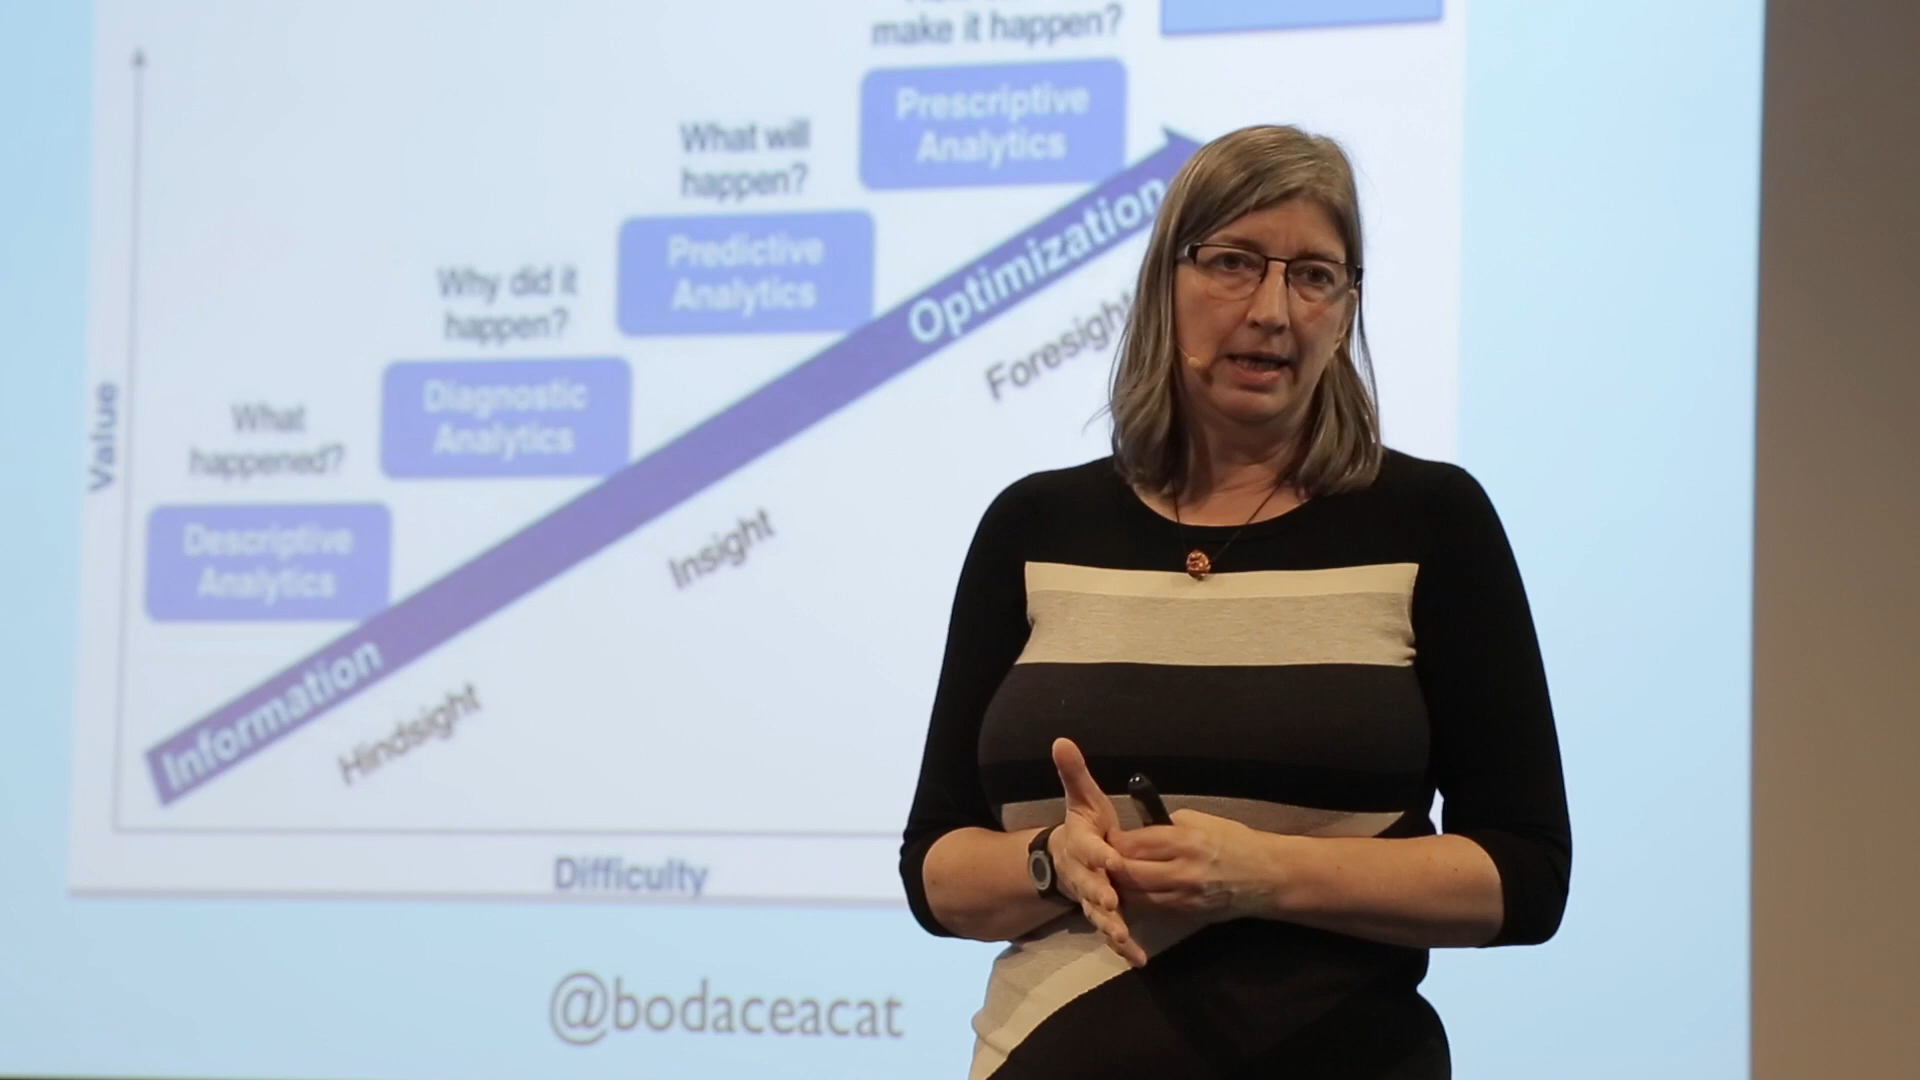 make it happen?
Prescriptive
Analytics
What will
happen?
Predictive
Analytics
Why did it
happen?
Diagnostic
Analytics
What
happened?
Descriptive
Analytics
Value
Information
Optimization
Hindsight
Insight
Foresight
Difficulty
@bodaceacat